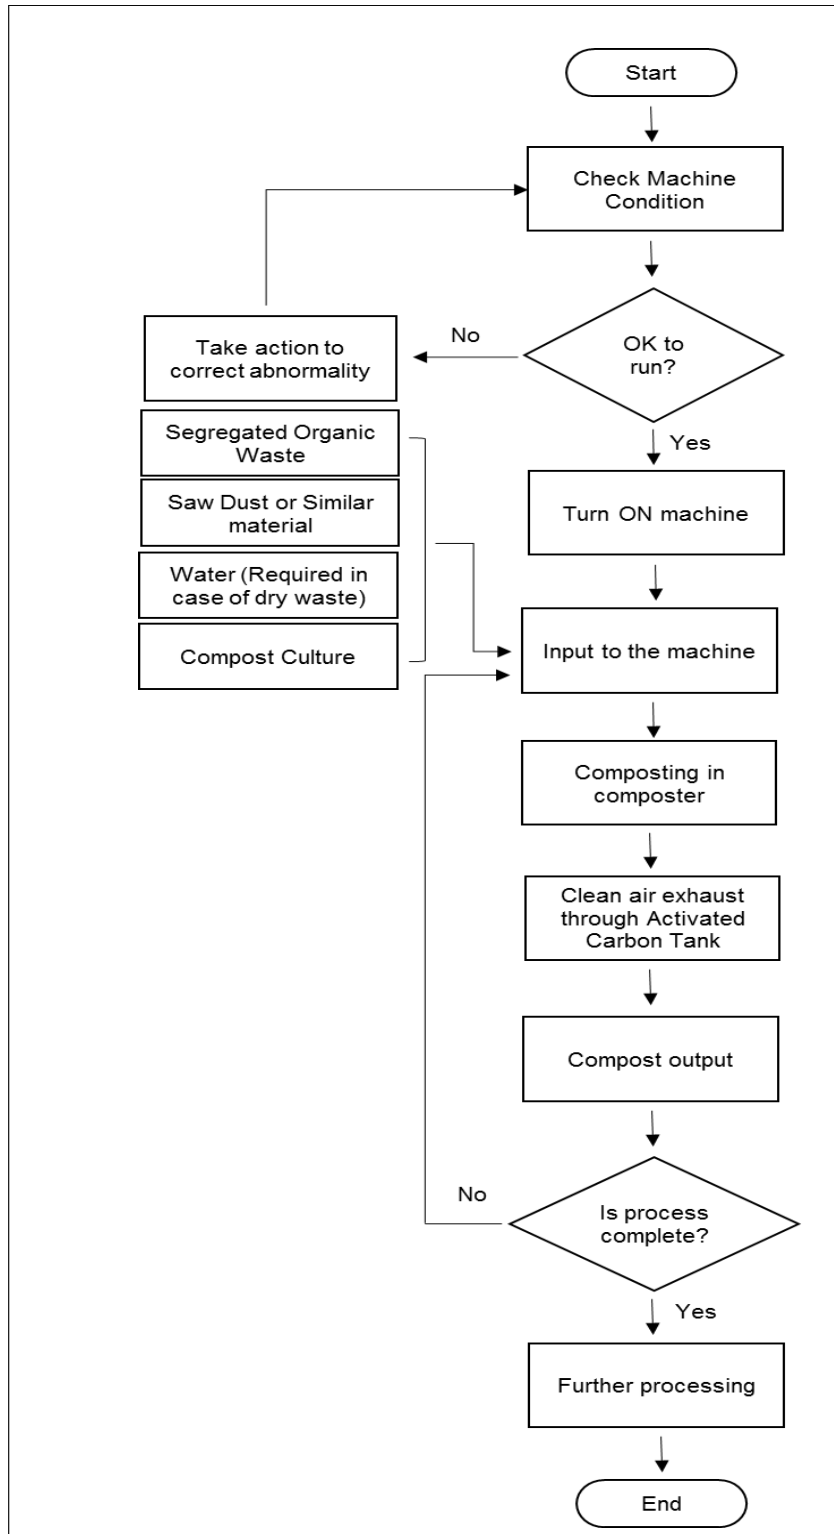 Start
Check Machine
Condition
OK to
run?
No
Take action to
correct abnormality
Yes
Segregated Organic
Waste
Saw Dust or Similar
material
Water (Required in
case of dry waste)
Compost Culture
Turn ON machine
Input to the machine
Composting in
composter
Clean air exhaust
through Activated
Carbon Tank
Compost output
Is process
complete?
No
Yes
Further processing
End